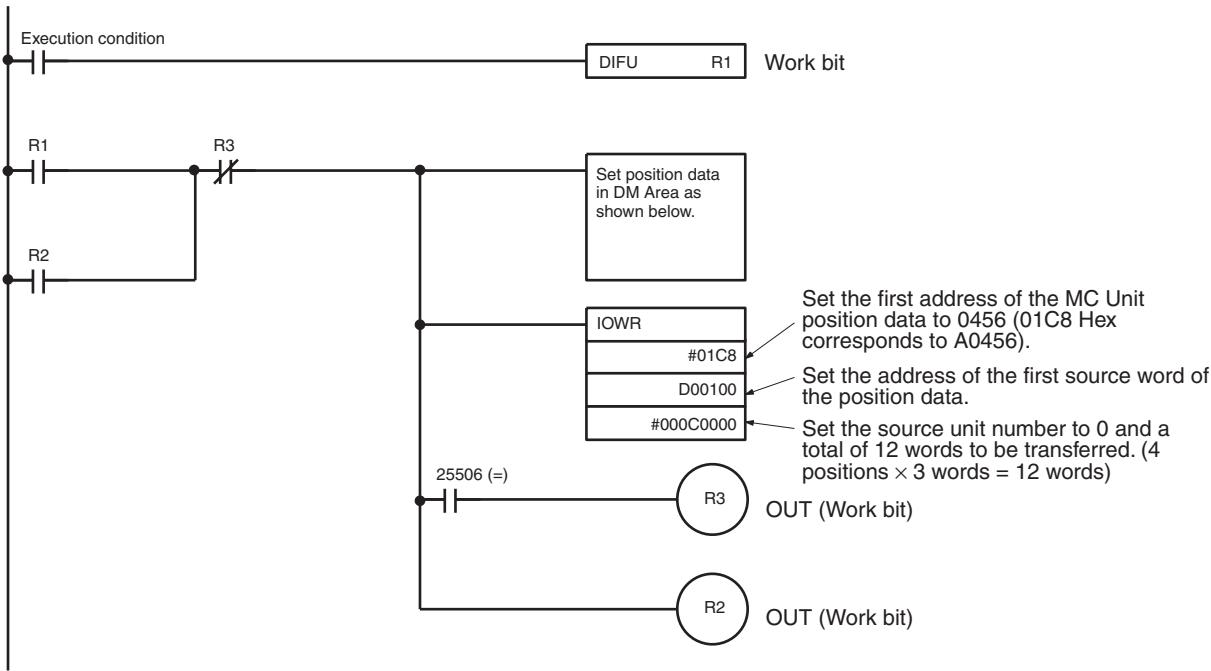 Execution condition
DIFU R1
Work bit
R1
R3
Set position data
in DM Area as
shown below.
R2
IOWR
#01C8
D00100
#000C0000
Set the first address of the MC Unit
position data to 0456 (01C8 Hex
corresponds to A0456).
Set the address of the first source word of
the position data.
Set the source unit number to 0 and a
total of 12 words to be transferred. (4
positions × 3 words = 12 words)
25506 (=)
R3
OUT (Work bit)
R2
OUT (Work bit)